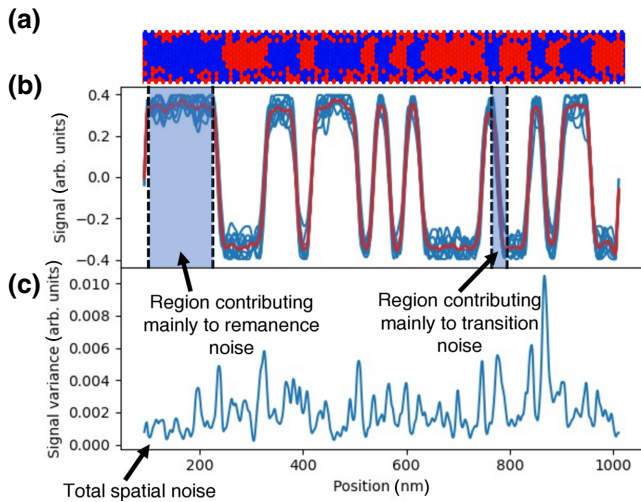 (a)
(b)
0.4
0.2
0.0
−0.2
−0.4
Signal (arb. units)
(c)
Region contributing
mainly to remanence
noise
Region contributing
mainly to transition
noise
0.010
0.008
0.006
0.004
0.002
0.000
Signal variance (arb. units)
200
400
600
800
1000
Position (nm)
Total spatial noise